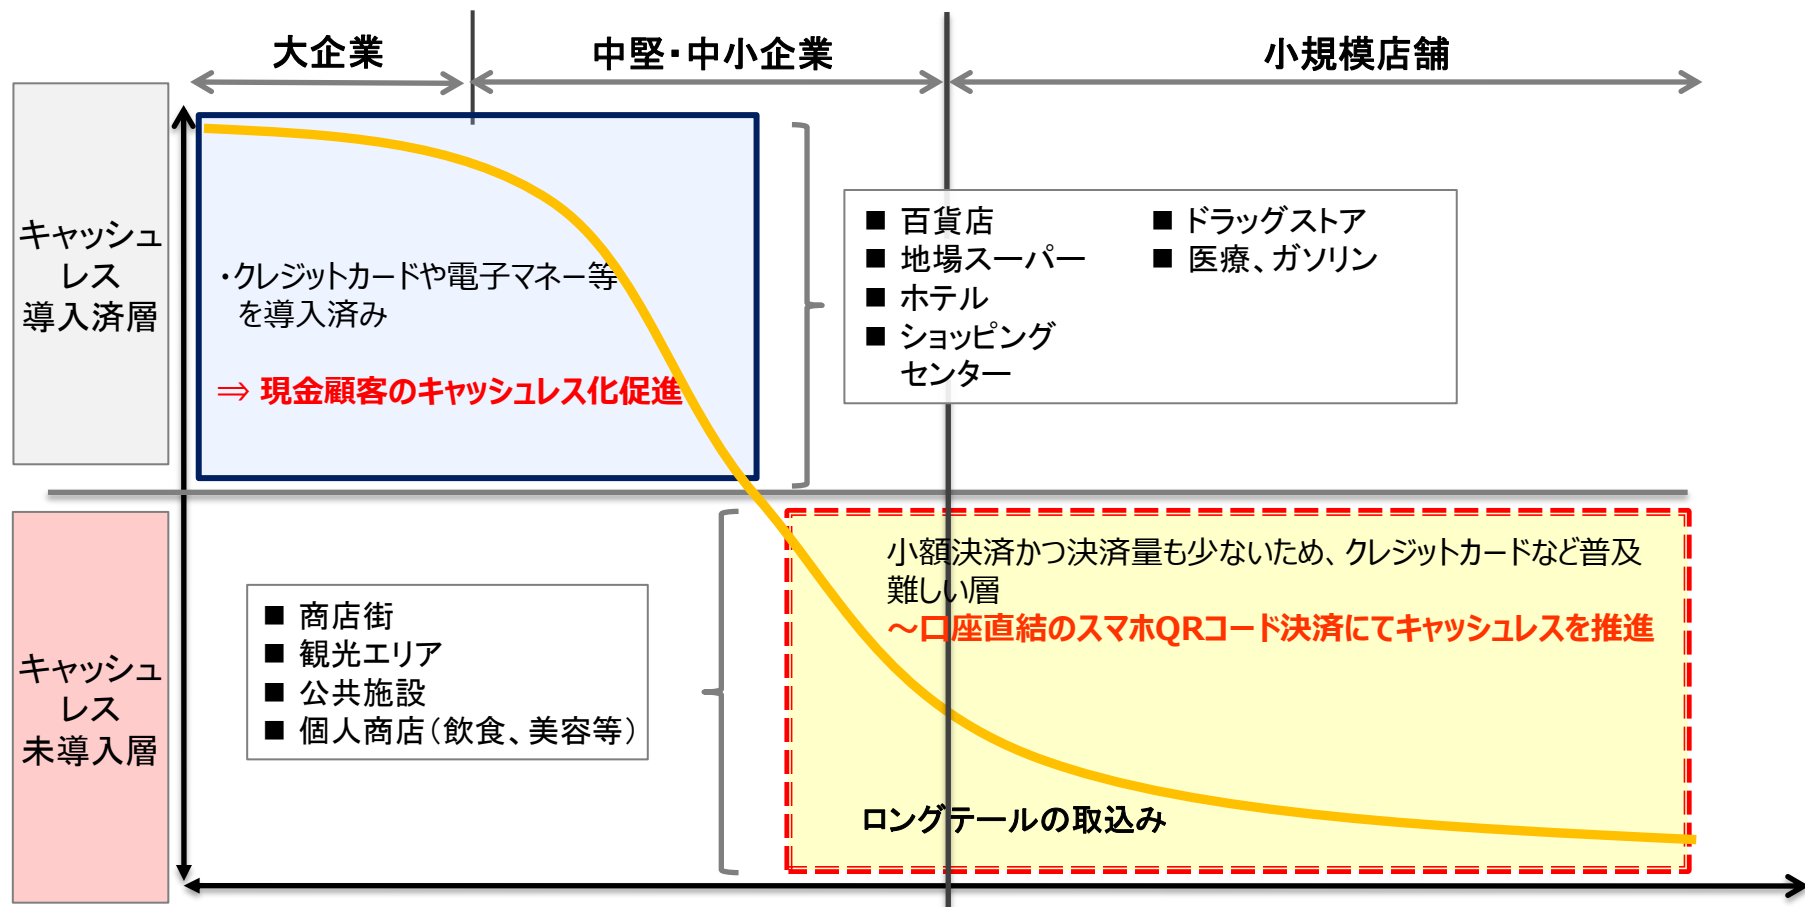 大企業
中堅・中小企業
小規模店舗
キャッシュ
レス
導入済層
・クレジットカードや電子マネー等
を導入済み
⇒ 現金顧客のキャッシュレス化促進
■ 百貨店
■ 地場スーパー
■ ホテル
■ ショッピング
センター
■ ドラッグストア
■ 医療、ガソリン
キャッシュ
レス
未導入層
■ 商店街
■ 観光エリア
■ 公共施設
■ 個人商店（飲食、美容等）
小額決済かつ決済量も少ないため、クレジットカードなど普及
難しい層
～口座直結のスマホQRコード決済にてキャッシュレスを推進
ロングテールの取込み